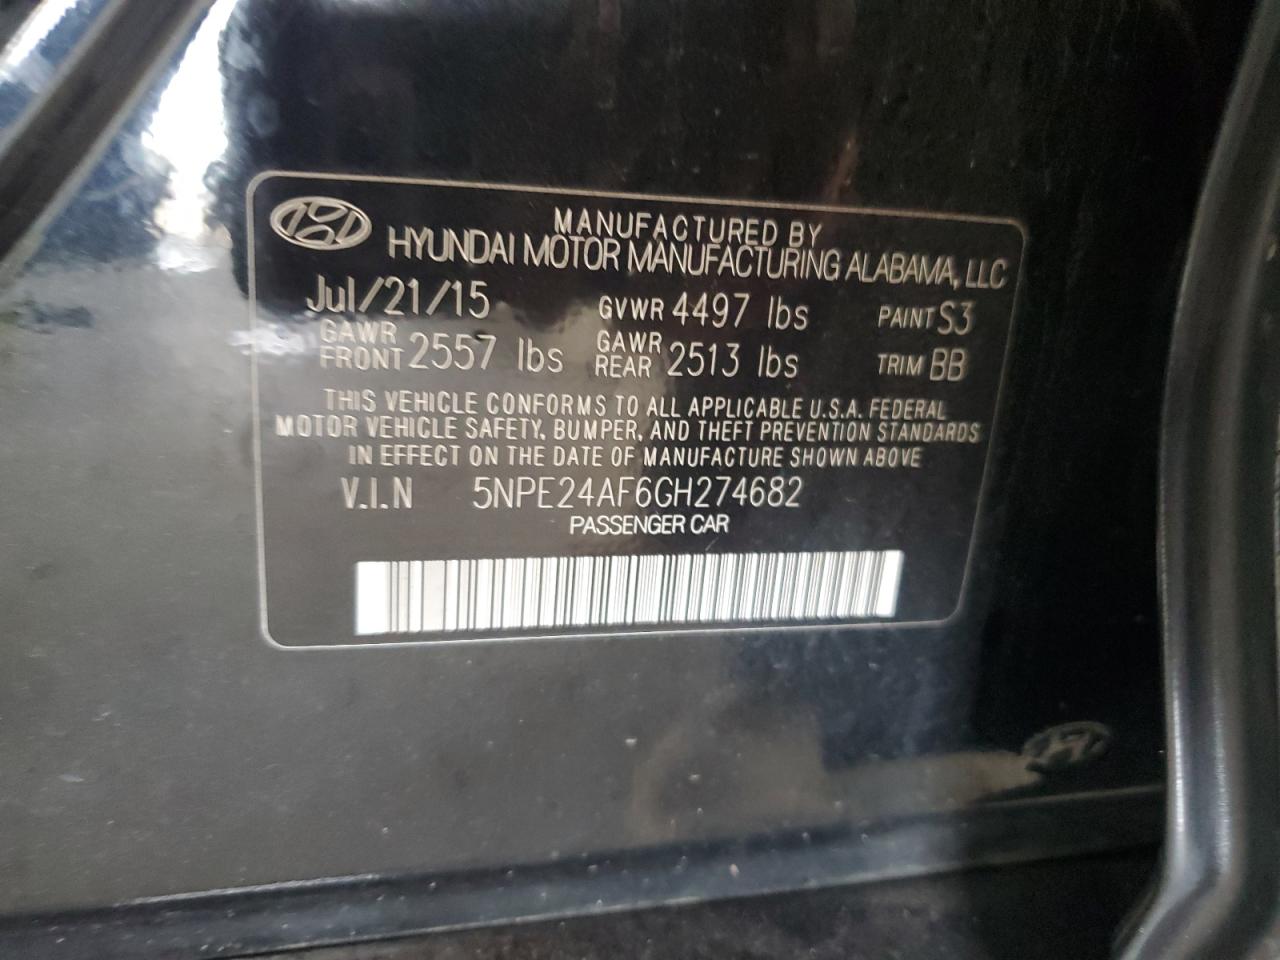 MANUFACTURED BY
HYUNDAI MOTOR MANUFACTURING ALABAMA, LLC
Jul/21/15 GVWR 4497 lbs PAINT S3
GAWR FRONT 2557 lbs GAWR REAR 2513 lbs TRIM BB
THIS VEHICLE CONFORMS TO ALL APPLICABLE U.S.A. FEDERAL
MOTOR VEHICLE SAFETY, BUMPER, AND THEFT PREVENTION STANDARDS
IN EFFECT ON THE DATE OF MANUFACTURE SHOWN ABOVE
V.I.N 5NPE24AF6GH274682
PASSENGER CAR